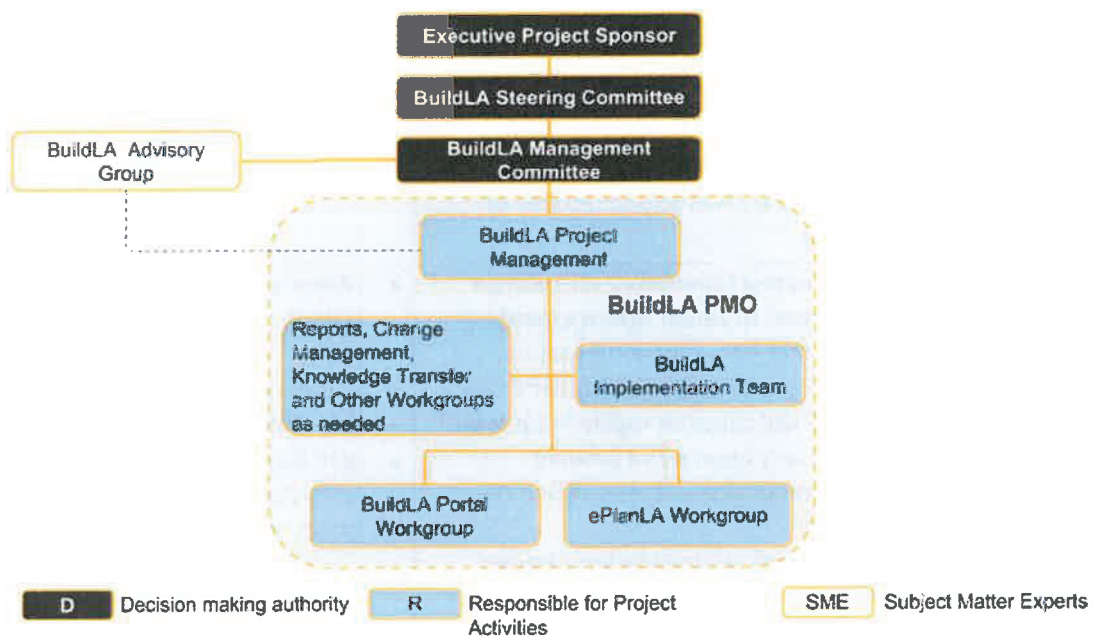 Executive Project Sponsor
BuildLA Steering Committee
BuildLA Advisory
Group
BuildLA Management
Committee
BuildLA Project
Management
BuildLA PMO
Reports, Change
Management,
Knowledge Transfer
and Other Workgroups
as needed
BuildLA
Implementation Team
BuildLA Portal
Workgroup
ePlanLA Workgroup
D Decision making authority
R Responsible for Project
Activities
SME Subject Matter Experts